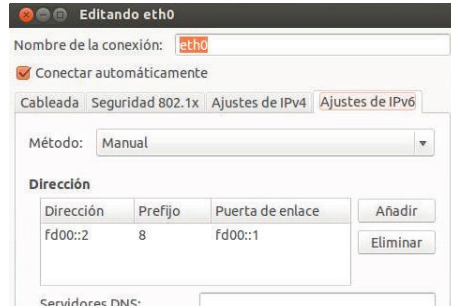 Editando eth0
Nombre de la conexión: eth0
Conectar automáticamente
Cableada Seguridad 802.1x Ajustes de IPv4 Ajustes de IPv6
Método: Manual
Dirección
Dirección Prefijo Puerta de enlace Añadir
fd00::2 8 fd00::1 Eliminar
Servidores DNS: